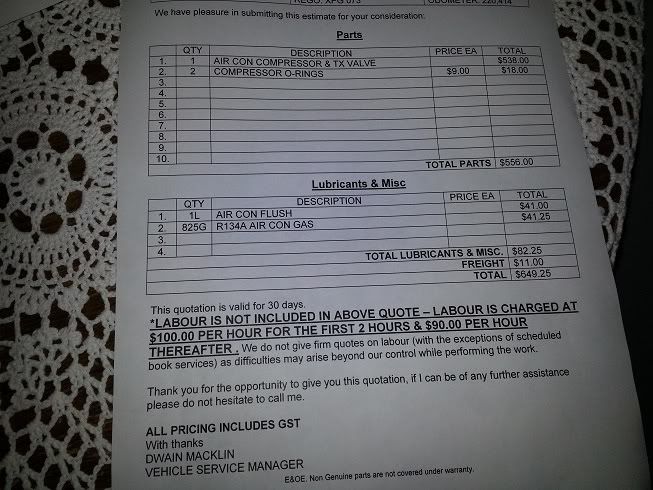 We have pleasure in submitting this estimate for your consideration:
Parts
QTY DESCRIPTION PRICE EA TOTAL
1. 1 AIR CON COMPRESSOR & TX VALVE $538.00
2. 2 COMPRESSOR O-RINGS $9.00 $18.00
3.
4.
5.
6.
7.
8.
9.
10.
TOTAL PARTS $556.00
Lubricants & Misc
QTY DESCRIPTION PRICE EA TOTAL
1. 1L AIR CON FLUSH $41.00
2. 825G R134A AIR CON GAS $41.25
3.
4.
TOTAL LUBRICANTS & MISC. $82.25
FREIGHT $11.00
TOTAL $649.25
This quotation is valid for 30 days.
*LABOUR IS NOT INCLUDED IN ABOVE QUOTE – LABOUR IS CHARGED AT
$100.00 PER HOUR FOR THE FIRST 2 HOURS & $90.00 PER HOUR
THEREAFTER . We do not give firm quotes on labour (with the exceptions of scheduled
book services) as difficulties may arise beyond our control while performing the work.
Thank you for the opportunity to give you this quotation, if I can be of any further assistance
please do not hesitate to call me.
ALL PRICING INCLUDES GST
With thanks
DWAIN MACKLIN
VEHICLE SERVICE MANAGER
E&OE. Non Genuine parts are not covered under warranty.